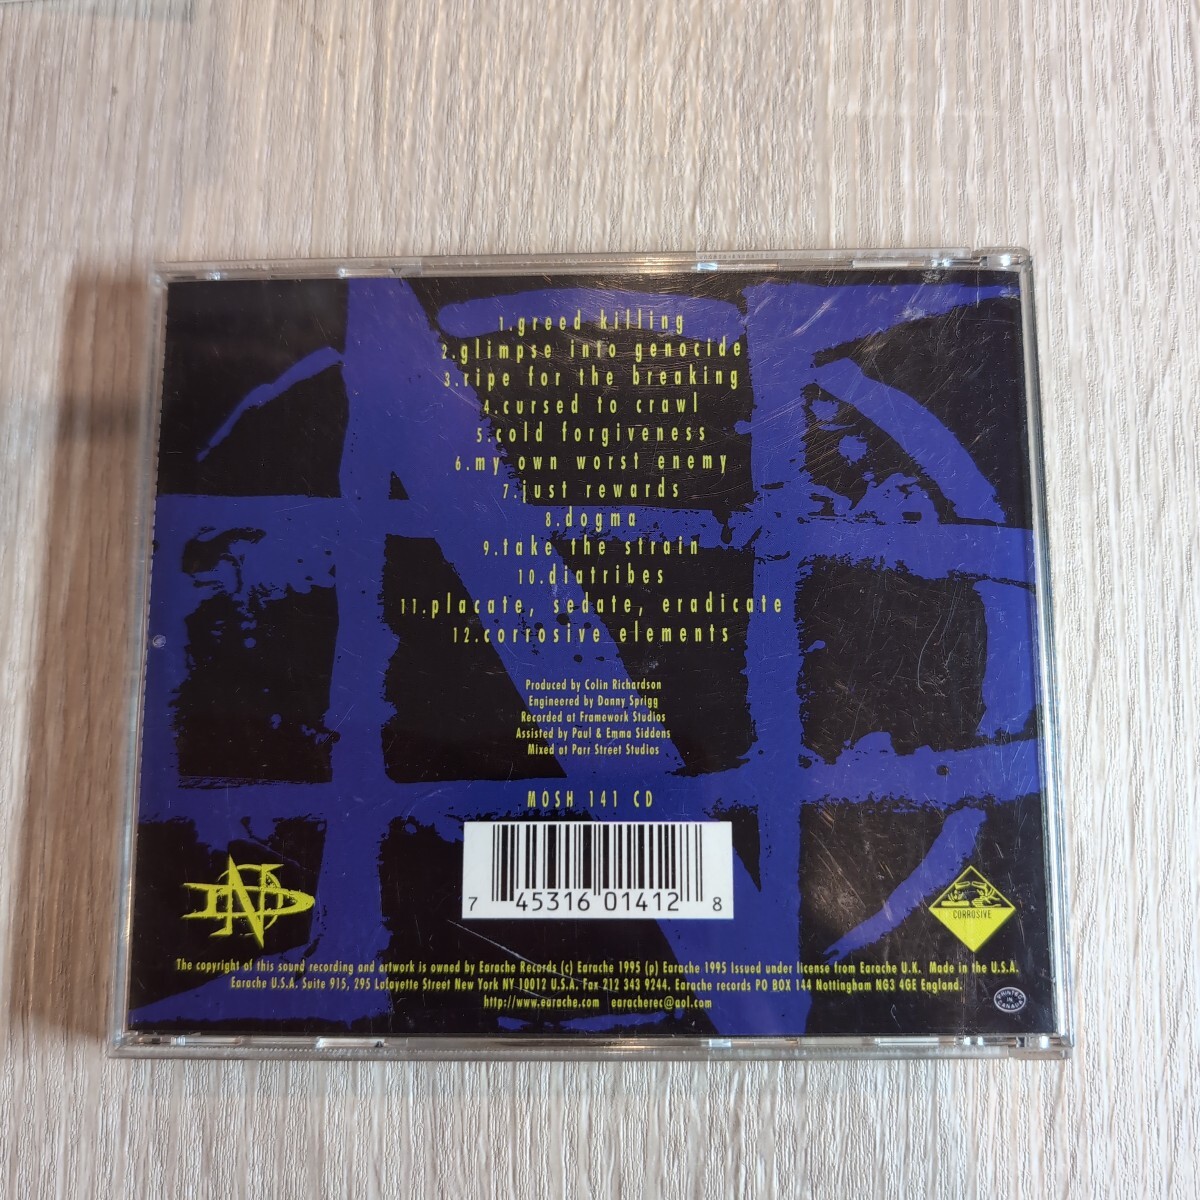 1.greed killing
2.glimpse into genocide
3.ripe for the breaking
4.cursed to crawl
5.cold forgiveness
6.my own worst enemy
7.just rewards
8.dogma
9.take the strain
10.diatribes
11.placate, sedate, eradicate
12.corrosive elements
Produced by Colin Richardson
Engineered by Danny Sprigg
Recorded at Framework Studios
Assisted by Paul & Emma Siddens
Mixed at Parr Street Studios
MOSH 141 CD
7 45316 01412 8
ND
CORROSIVE
The copyright of this sound recording and artwork is owned by Earache Records (c) Earache 1995 (p) Earache 1995 Issued under license from Earache U.K. Made in the U.S.A.
Earache U.S.A. Suite 915, 295 Lafayette Street New York NY 10012 U.S.A. Fax 212 343 9244. Earache records PO BOX 144 Nottingham NG3 4GE England.
http://www.earache.com earacherec@aol.com
PRINTED IN CANADA